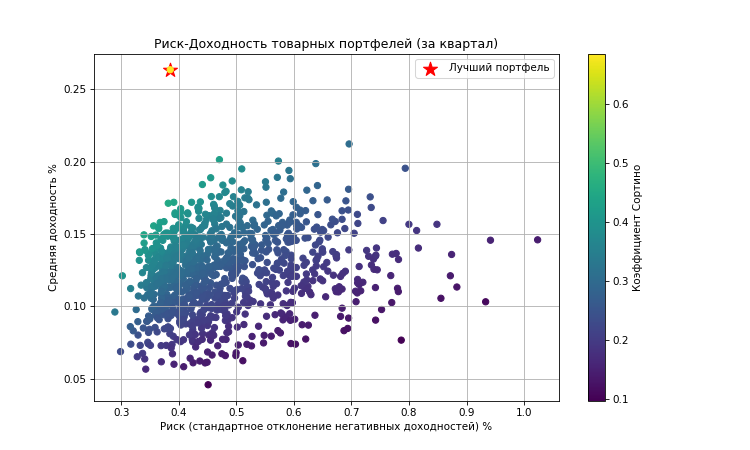 Риск-Доходность товарных портфелей (за квартал)
Лучший портфель
Средняя доходность %
0.25
0.20
0.15
0.10
0.05
0.3 0.4 0.5 0.6 0.7 0.8 0.9 1.0
Риск (стандартное отклонение негативных доходностей) %
0.6
0.5
0.4
0.3
0.2
0.1
Коэффициент Сортино